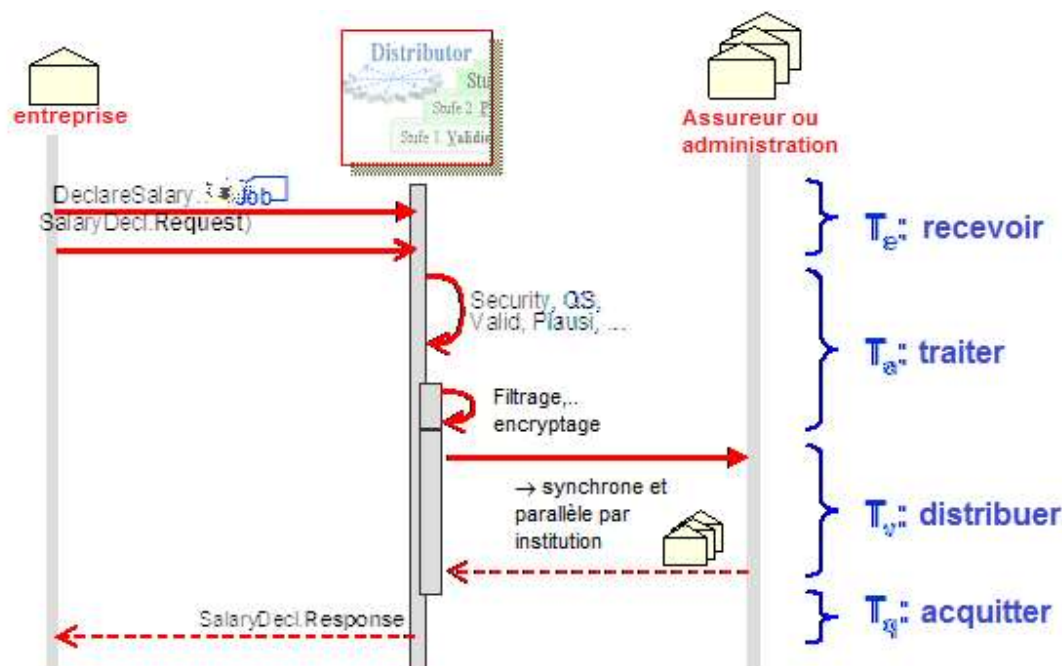 Distributor
Stu
Stufe 2 P
Stufe 1 Validie
entreprise
Assureur ou
administration
DeclareSalary... Job
SalaryDecl.Request)
Te: recevoir
Security, QS,
Valid, Plausi, ...
Ta: traiter
Filtrage,..
encryptage
→ synchrone et
parallèle par
institution
Tv: distribuer
SalaryDecl.Response
Tq: acquitter